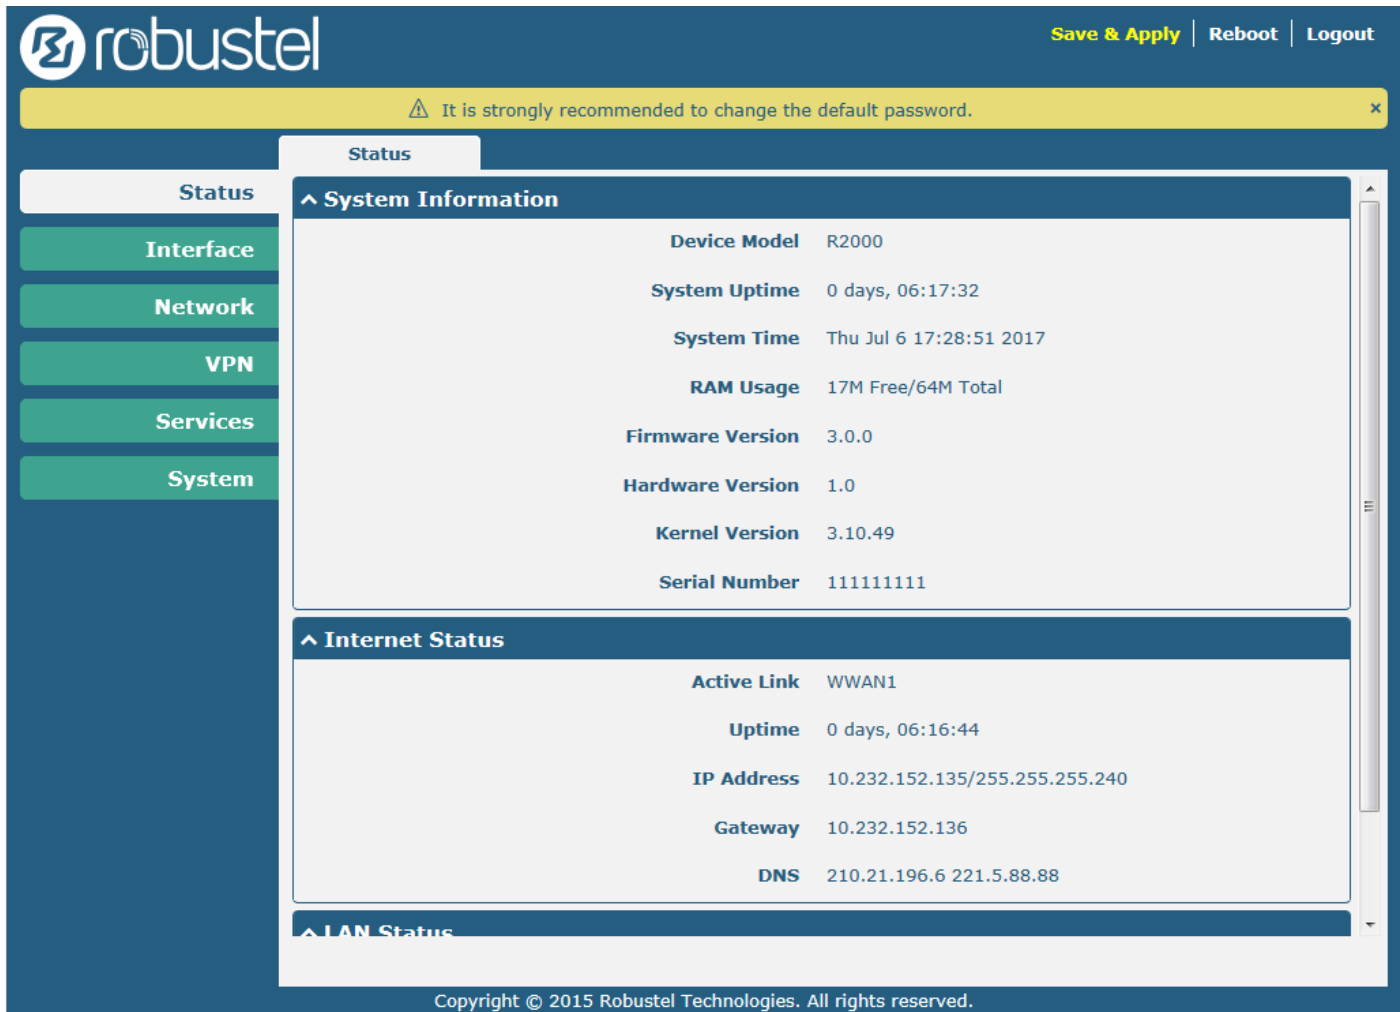 robustel
Save & Apply Reboot Logout
It is strongly recommended to change the default password. ×
Status
Status
Interface
Network
VPN
Services
System
System Information
Device Model R2000
System Uptime 0 days, 06:17:32
System Time Thu Jul 6 17:28:51 2017
RAM Usage 17M Free/64M Total
Firmware Version 3.0.0
Hardware Version 1.0
Kernel Version 3.10.49
Serial Number 111111111
Internet Status
Active Link WWAN1
Uptime 0 days, 06:16:44
IP Address 10.232.152.135/255.255.255.240
Gateway 10.232.152.136
DNS 210.21.196.6 221.5.88.88
LAN Status
Copyright © 2015 Robustel Technologies. All rights reserved.